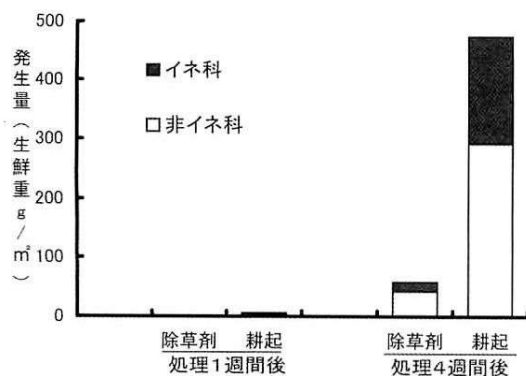 500
400
300
200
100
0
発生量（生鮮重g/㎡）
イネ科
非イネ科
除草剤 耕起
処理1週間後
除草剤 耕起
処理4週間後